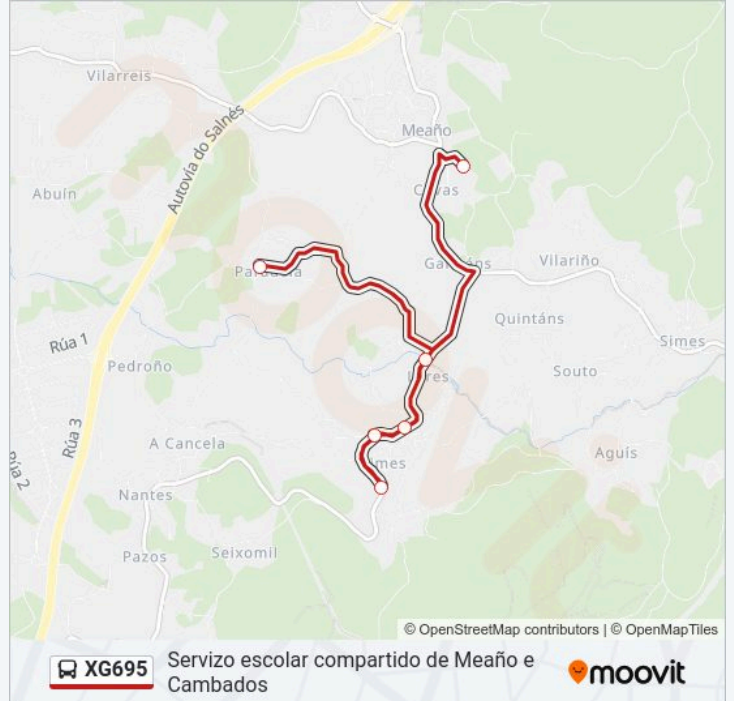 Vilarreis
Autovía do Salnés
Meaño
Abuín
Vilariño
Quintáns
Rúa 1
Simes
Pedroño
Souto
Rúa 3
A Cancela
Rúa 2
Aguís
Nantes
Pazos
Seixomil
© OpenStreetMap contributors | © OpenMapTiles
XG695
Servizo escolar compartido de Meaño e
Cambados
moovit